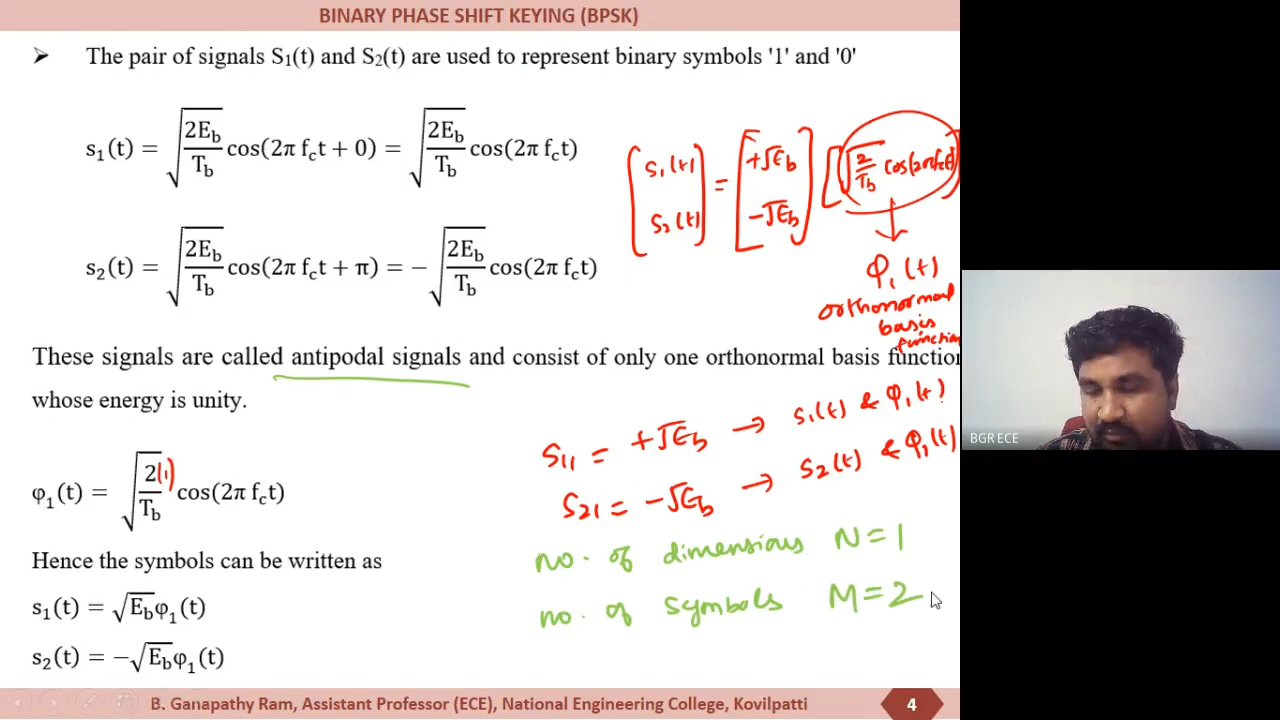 BINARY PHASE SHIFT KEYING (BPSK)
➤ The pair of signals S₁(t) and S₂(t) are used to represent binary symbols '1' and '0'
s₁(t) = √(2E_b/T_b) cos(2π f_c t + 0) = √(2E_b/T_b) cos(2π f_c t)
s₂(t) = √(2E_b/T_b) cos(2π f_c t + π) = −√(2E_b/T_b) cos(2π f_c t)
[s₁(t) s₂(t)] = [+√E_b −√E_b] [√(2/T_b) cos(2πf_ct)]
φ₁(t)
orthonormal
basis
function
These signals are called antipodal signals and consist of only one orthonormal basis function
whose energy is unity.
S₁₁ = +√E_b → s₁(t) & φ₁(t)
S₂₁ = −√E_b → s₂(t) & φ₁(t)
φ₁(t) = √(2(1)/T_b) cos(2π f_c t)
no. of dimensions N = 1
no. of symbols M = 2
Hence the symbols can be written as
s₁(t) = √E_b φ₁(t)
s₂(t) = −√E_b φ₁(t)
BGR ECE
B. Ganapathy Ram, Assistant Professor (ECE), National Engineering College, Kovilpatti 4